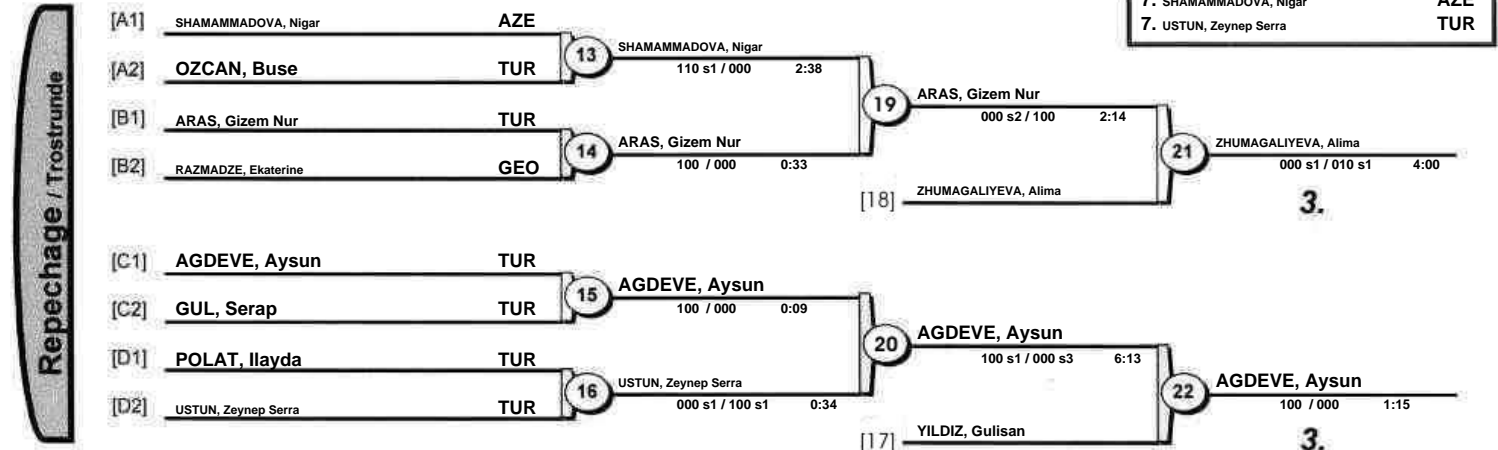 7. SHAMAMMADOVA, Nigar AZE
7. USTUN, Zeynep Serra TUR
Repechage / Trostrunde
[A1] SHAMAMMADOVA, Nigar AZE
[A2] OZCAN, Buse TUR
13
SHAMAMMADOVA, Nigar
110 s1 / 000 2:38
[B1] ARAS, Gizem Nur TUR
[B2] RAZMADZE, Ekaterine GEO
14
ARAS, Gizem Nur
100 / 000 0:33
19
ARAS, Gizem Nur
000 s2 / 100 2:14
[18] ZHUMAGALIYEVA, Alima
21
ZHUMAGALIYEVA, Alima
000 s1 / 010 s1 4:00
3.
[C1] AGDEVE, Aysun TUR
[C2] GUL, Serap TUR
15
AGDEVE, Aysun
100 / 000 0:09
[D1] POLAT, Ilayda TUR
[D2] USTUN, Zeynep Serra TUR
16
USTUN, Zeynep Serra
000 s1 / 100 s1 0:34
20
AGDEVE, Aysun
100 s1 / 000 s3 6:13
[17] YILDIZ, Gulisan
22
AGDEVE, Aysun
100 / 000 1:15
3.